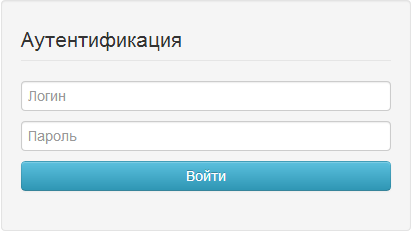 Аутентификация
Логин
Пароль
Войти